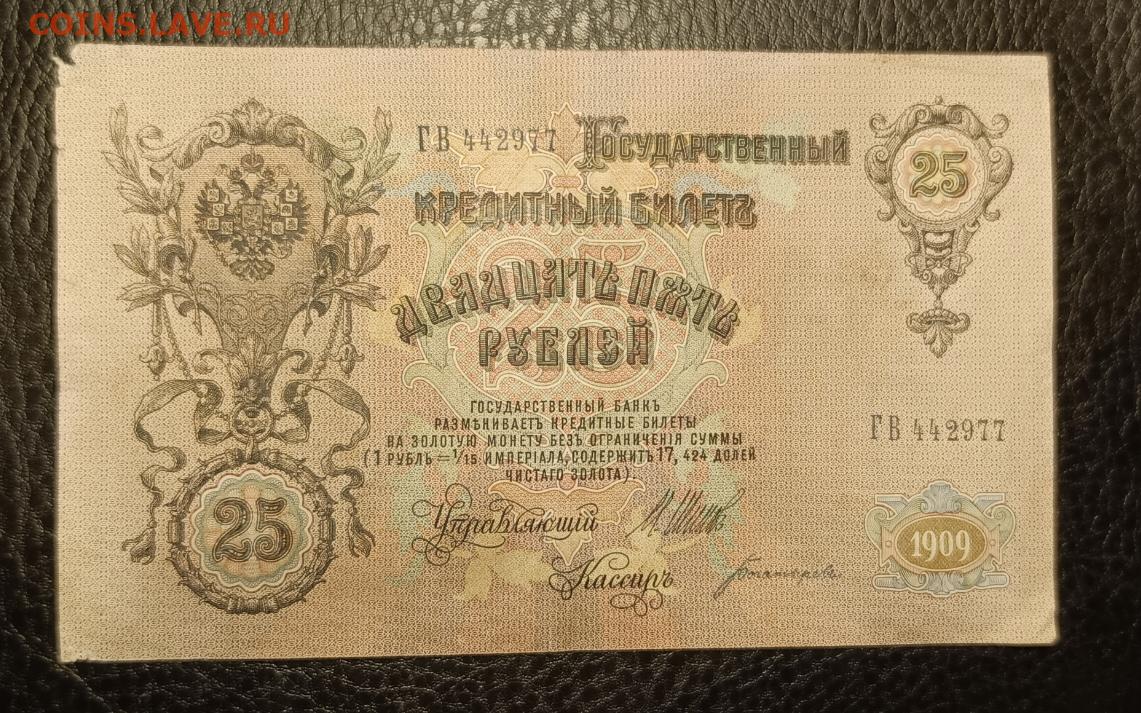 COINS.LAVE.RU
ГВ 442977 ГОСУДАРСТВЕННЫЙ
КРЕДИТНЫЙ БИЛЕТЪ
25
ДВАДЦАТЬ ПѦТЬ
РУБЛЕЙ
25
ГОСУДАРСТВЕННЫЙ БАНКЪ
РАЗМѢНИВАЕТЪ КРЕДИТНЫЕ БИЛЕТЫ
НА ЗОЛОТУЮ МОНЕТУ БЕЗЪ ОГРАНИЧЕНІЯ СУММЫ
(1 РУБЛЬ = 1/15 ИМПЕРІАЛА, СОДЕРЖИТЪ 17, 424 ДОЛЕЙ
ЧИСТАГО ЗОЛОТА).
ГВ 442977
25
Управляющій
Кассиръ
1909